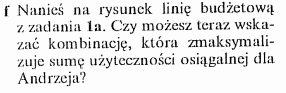 f Nanieś na rysunek linię budżetową
z zadania 1a. Czy możesz teraz wska-
zać kombinację, która zmaksymali-
zuje sumę użyteczności osiągalnej dla
Andrzeja?